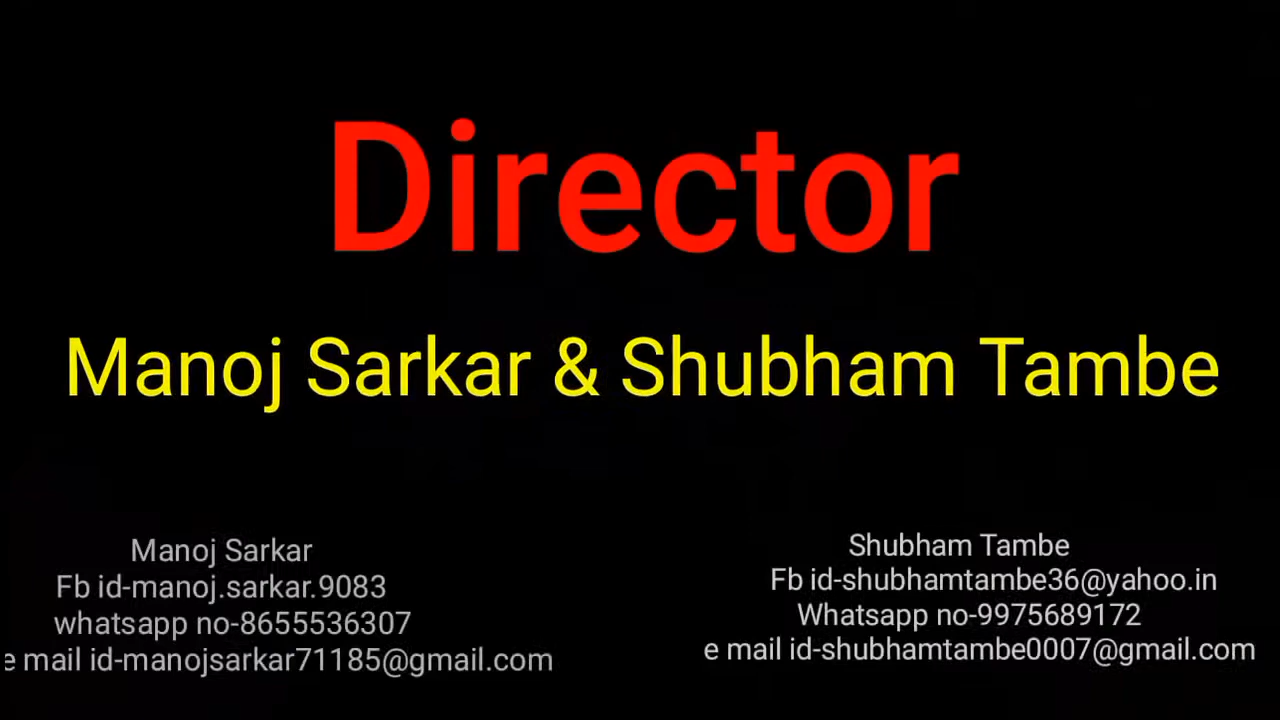 Director
Manoj Sarkar & Shubham Tambe
Manoj Sarkar
Fb id-manoj.sarkar.9083
whatsapp no-8655536307
e mail id-manojsarkar71185@gmail.com
Shubham Tambe
Fb id-shubhamtambe36@yahoo.in
Whatsapp no-9975689172
e mail id-shubhamtambe0007@gmail.com